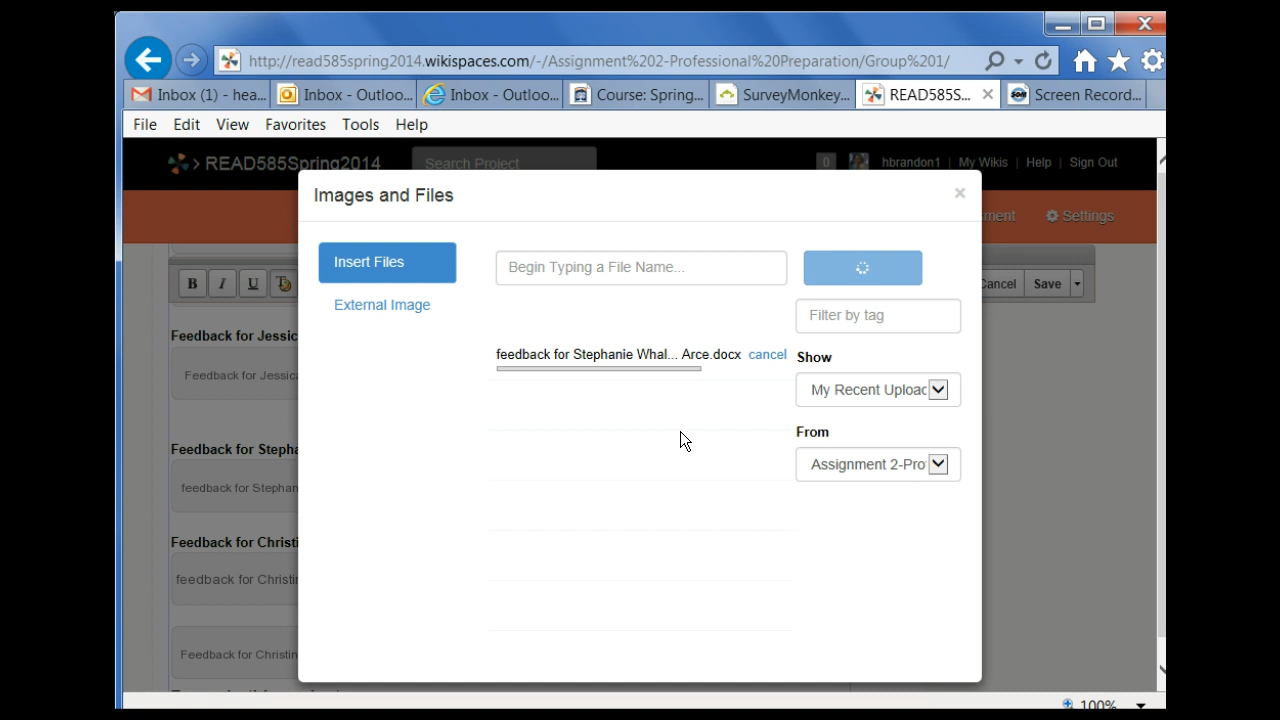 http://read585spring2014.wikispaces.com/-/Assignment%202-Professional%20Preparation/Group%201/
Inbox (1) - hea... Inbox - Outloo... Inbox - Outloo... Course: Spring... SurveyMonkey... READ585S... Screen Record...
File Edit View Favorites Tools Help
READ585Spring2014 Search Project 0 hbrandon1 | My Wikis | Help | Sign Out
Images and Files
Settings
Insert Files Begin Typing a File Name...
B I U T Cancel Save
External Image Filter by tag
Feedback for Jessic
feedback for Stephanie Whal... Arce.docx cancel Show
Feedback for Jessica
My Recent Uploac
From
Feedback for Stepha
Assignment 2-Pro
feedback for Stephan
Feedback for Christi
feedback for Christin
Feedback for Christin
100%